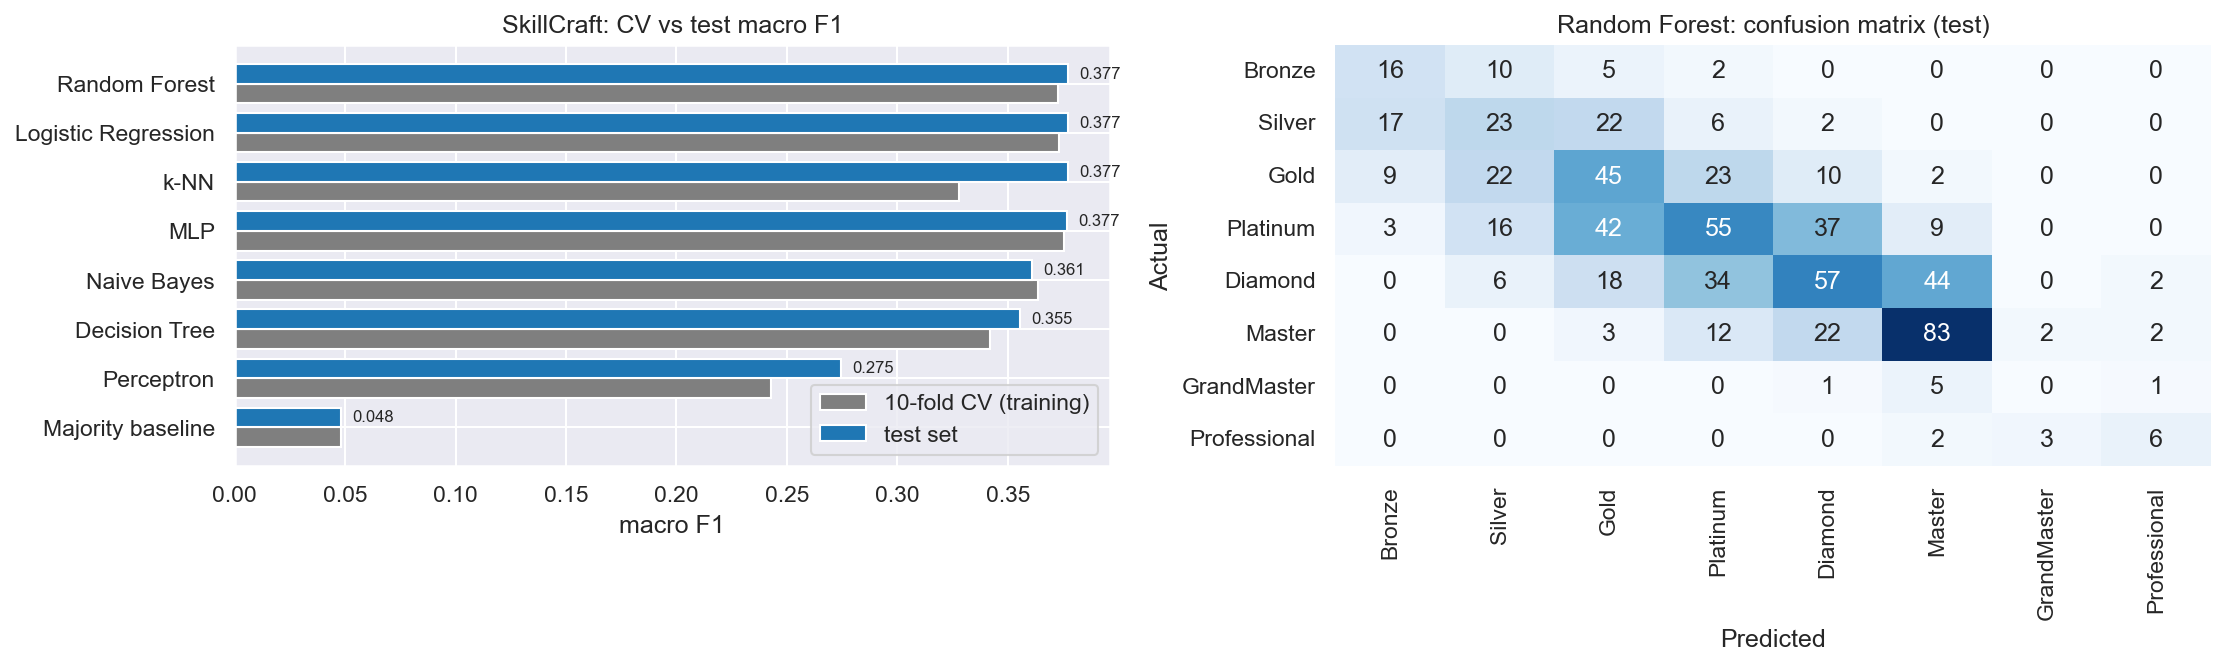 SkillCraft: CV vs test macro F1
Random Forest
0.377
Logistic Regression
0.377
k-NN
0.377
MLP
0.377
Naive Bayes
0.361
Decision Tree
0.355
Perceptron
0.275
Majority baseline
0.048
10-fold CV (training)
test set
0.00 0.05 0.10 0.15 0.20 0.25 0.30 0.35
macro F1
Random Forest: confusion matrix (test)
Actual
Bronze 16 10 5 2 0 0 0 0
Silver 17 23 22 6 2 0 0 0
Gold 9 22 45 23 10 2 0 0
Platinum 3 16 42 55 37 9 0 0
Diamond 0 6 18 34 57 44 0 2
Master 0 0 3 12 22 83 2 2
GrandMaster 0 0 0 0 1 5 0 1
Professional 0 0 0 0 0 2 3 6
Bronze Silver Gold Platinum Diamond Master GrandMaster Professional
Predicted